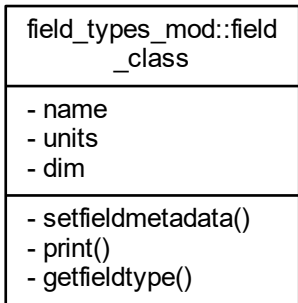 field_types_mod::field
_class
- name
- units
- dim
- setfieldmetadata()
- print()
- getfieldtype()